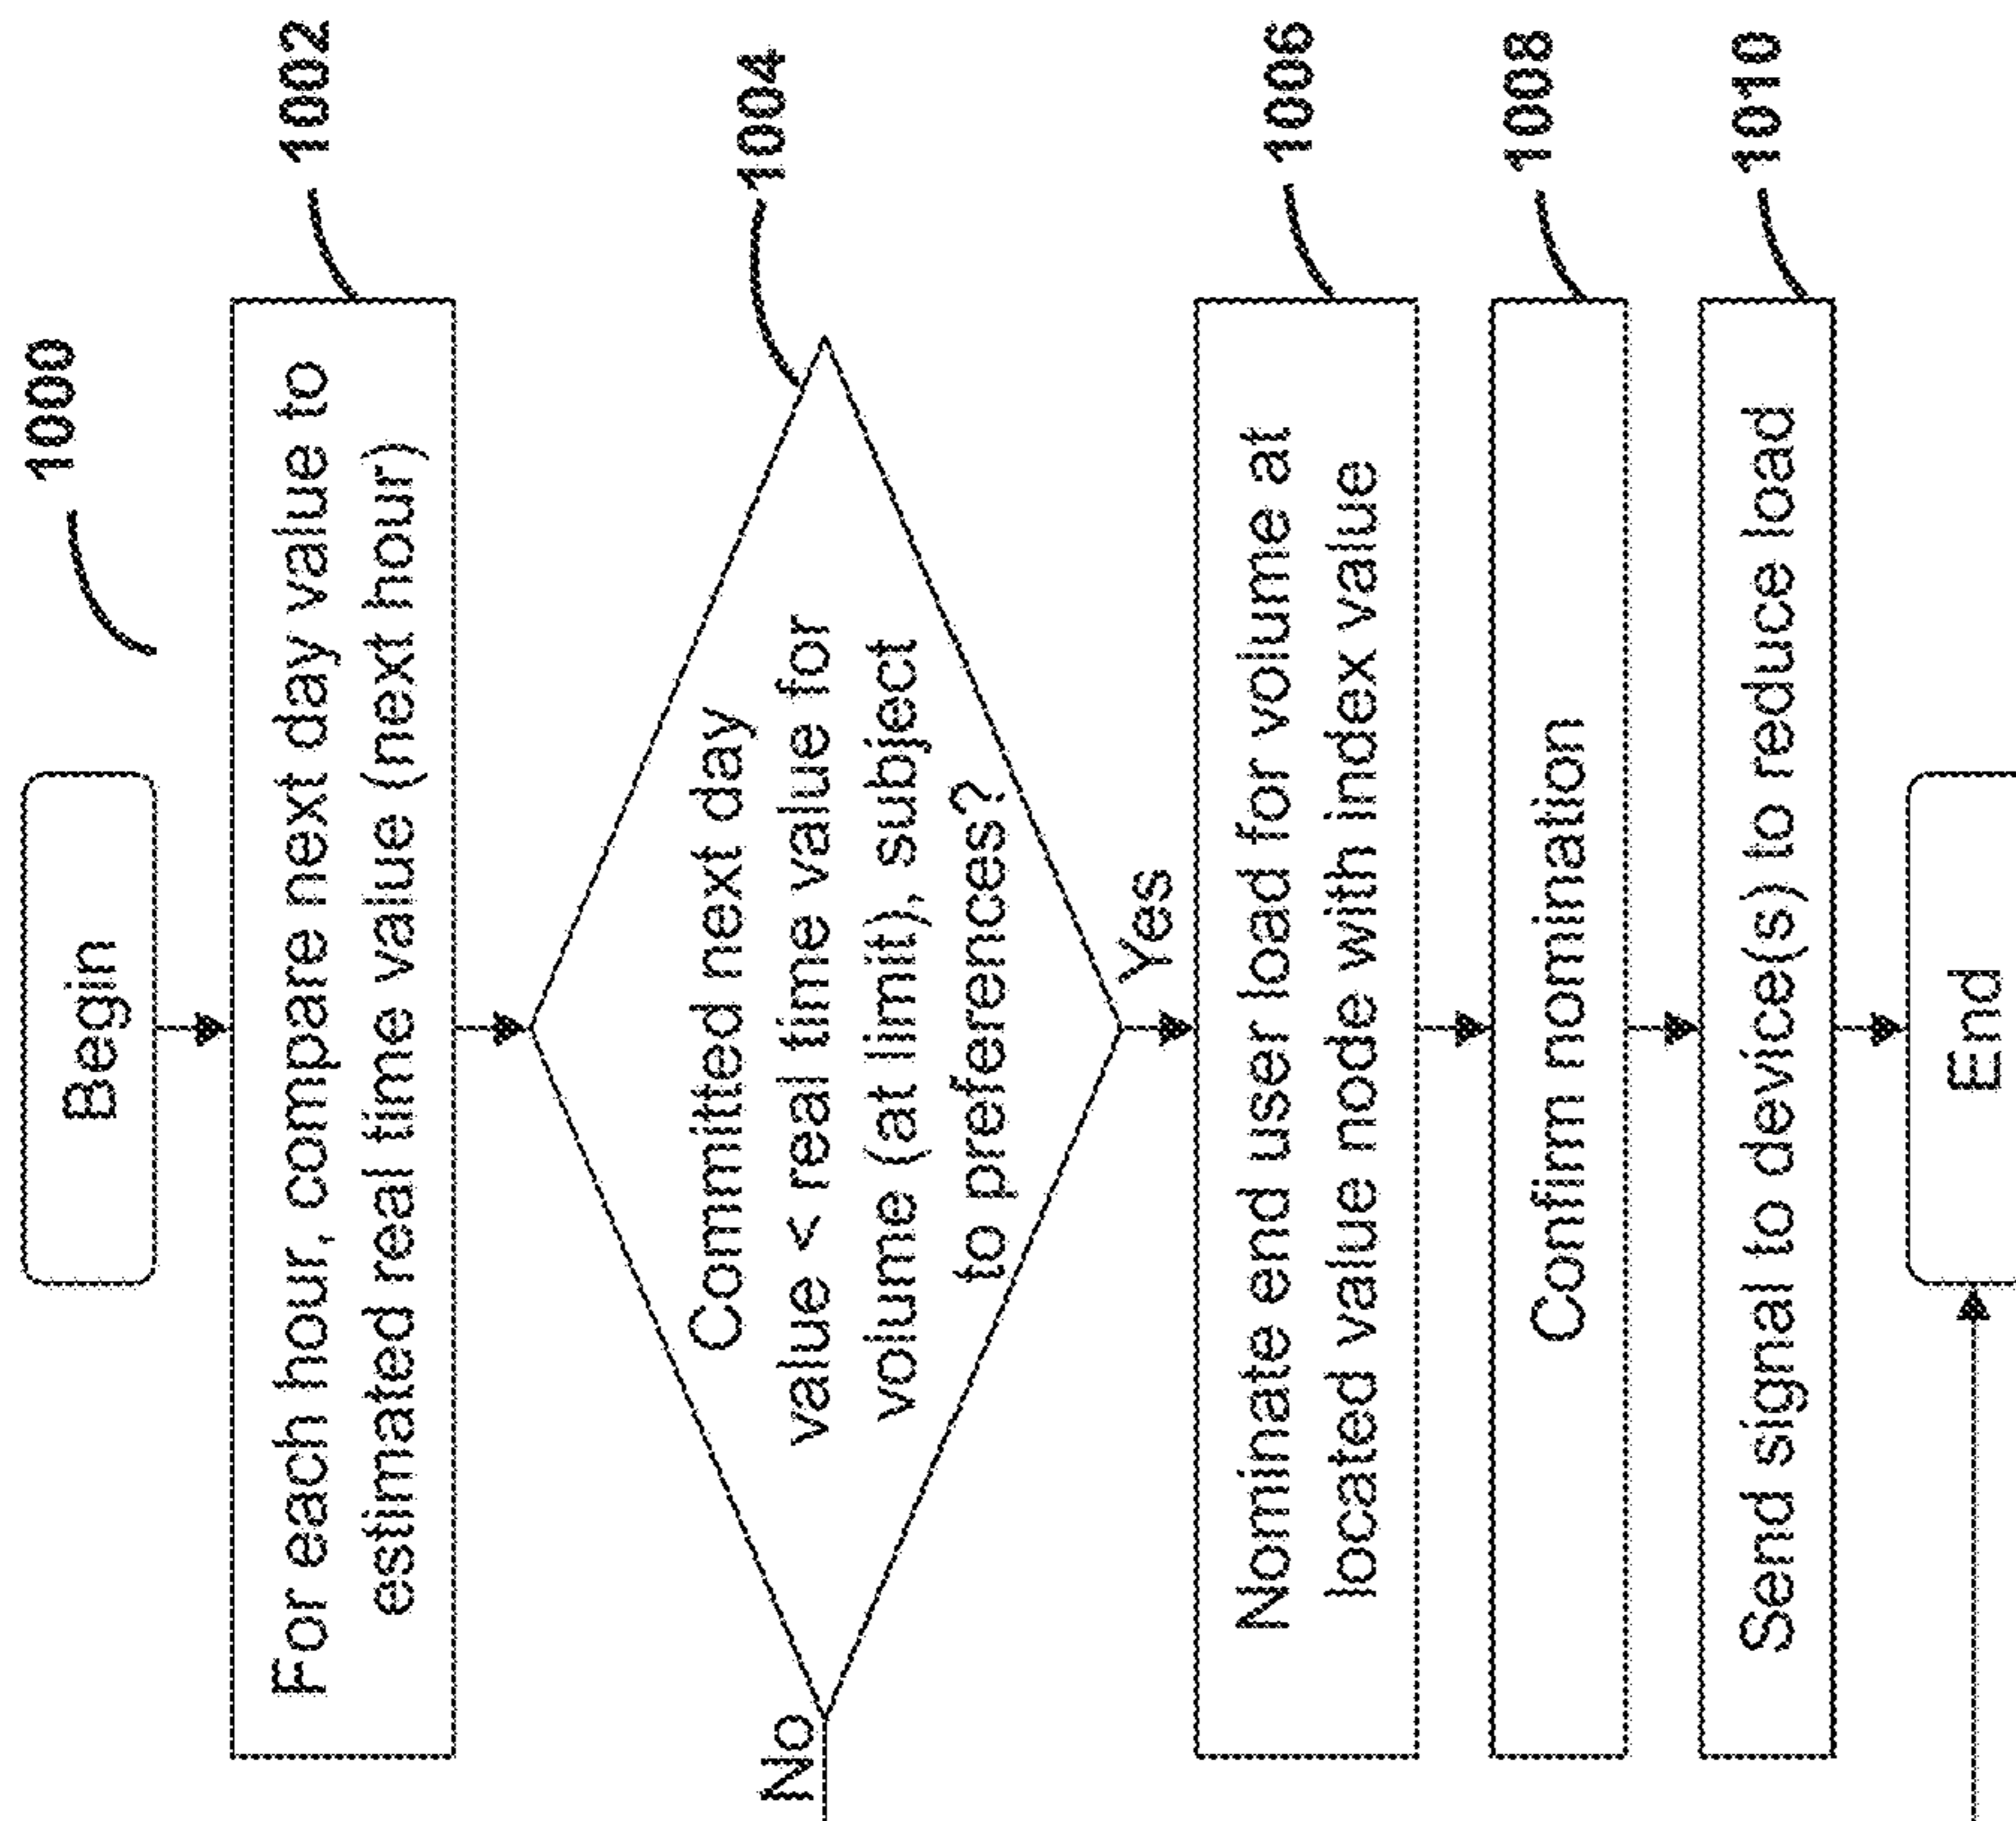 1000
Begin
For each hour, compare next day value to
estimated real time value (next hour)
1002
Committed next day
value < real time value for
volume (at limit), subject
to preferences?
1004
No
Yes
Nominate end user load for volume at
located value node with index value
1006
Confirm nomination
1008
Send signal to device(s) to reduce load
1010
End